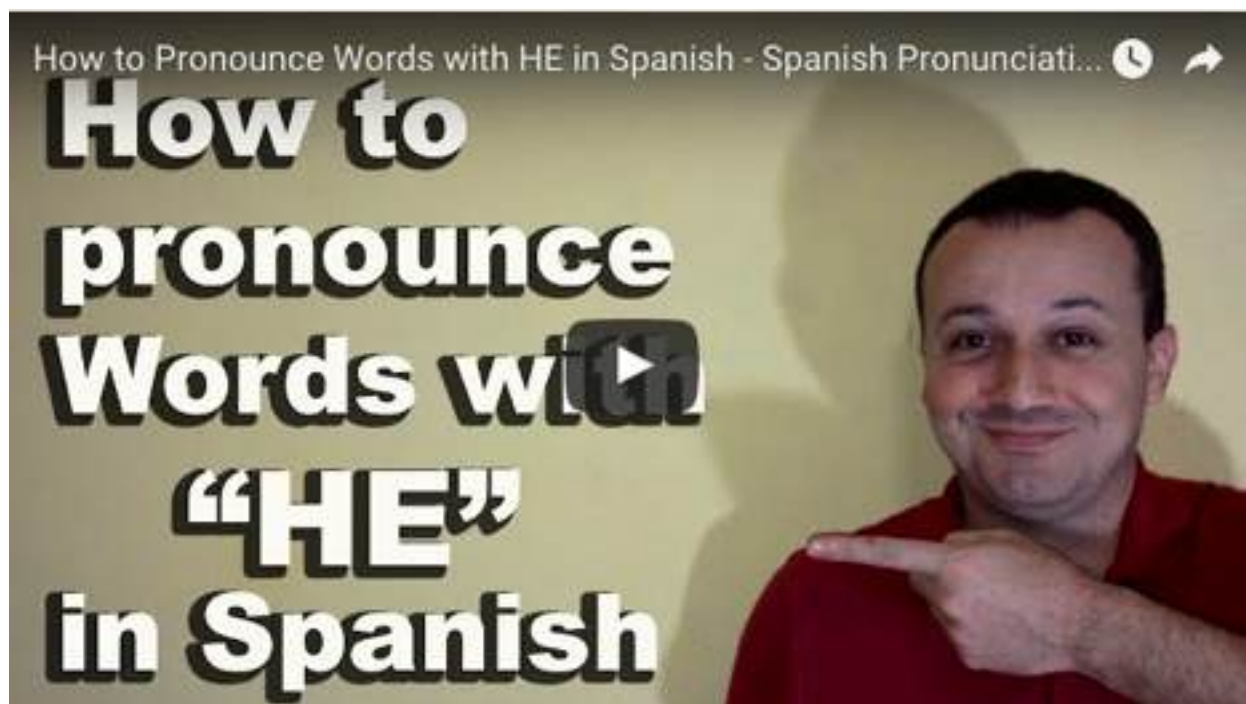 How to Pronounce Words with HE in Spanish - Spanish Pronunciati...
How to
pronounce
Words with
“HE”
in Spanish